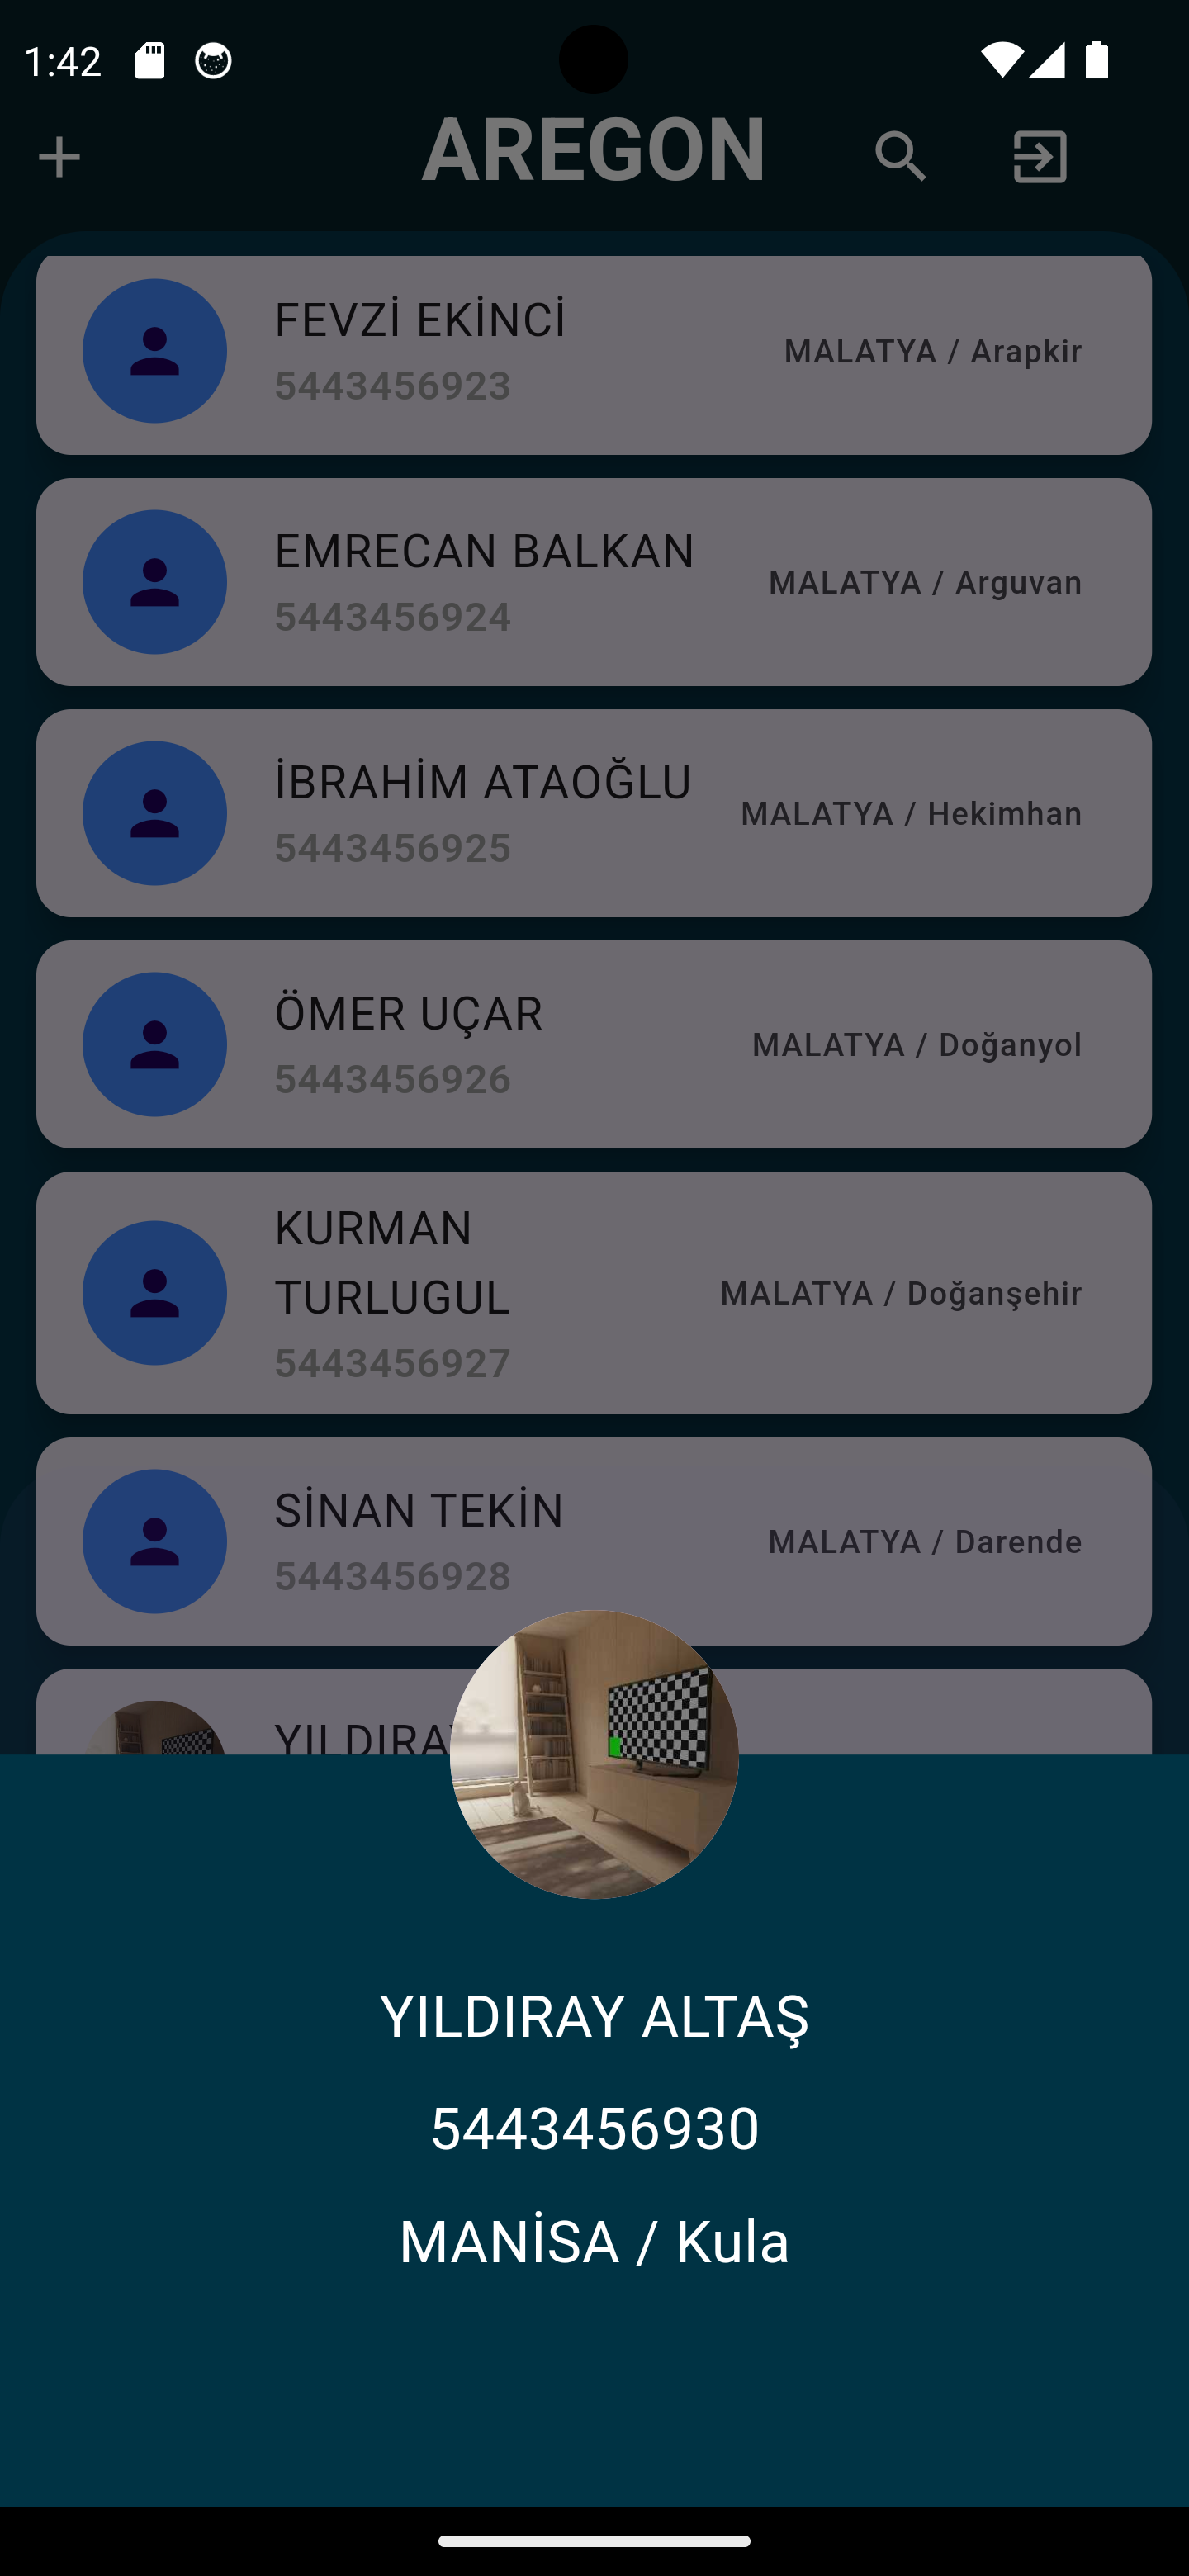 1:42
AREGON
FEVZİ EKİNCİ
5443456923
MALATYA / Arapkir
EMRECAN BALKAN
5443456924
MALATYA / Arguvan
İBRAHİM ATAOĞLU
5443456925
MALATYA / Hekimhan
ÖMER UÇAR
5443456926
MALATYA / Doğanyol
KURMAN
TURLUGUL
5443456927
MALATYA / Doğanşehir
SİNAN TEKİN
5443456928
MALATYA / Darende
YILDIRAY ALTAŞ
5443456930
MANİSA / Kula